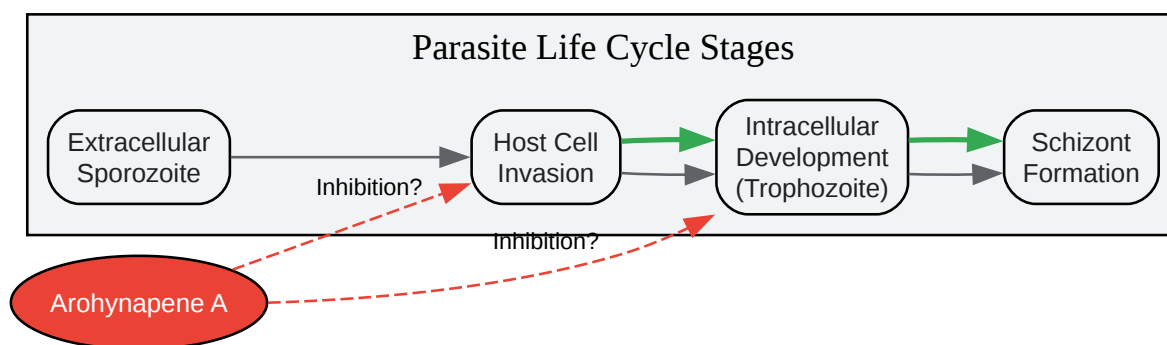 Parasite Life Cycle Stages
Extracellular
Sporozoite
Host Cell
Invasion
Intracellular
Development
(Trophozoite)
Schizont
Formation
Inhibition?
Inhibition?
Arohynapene A